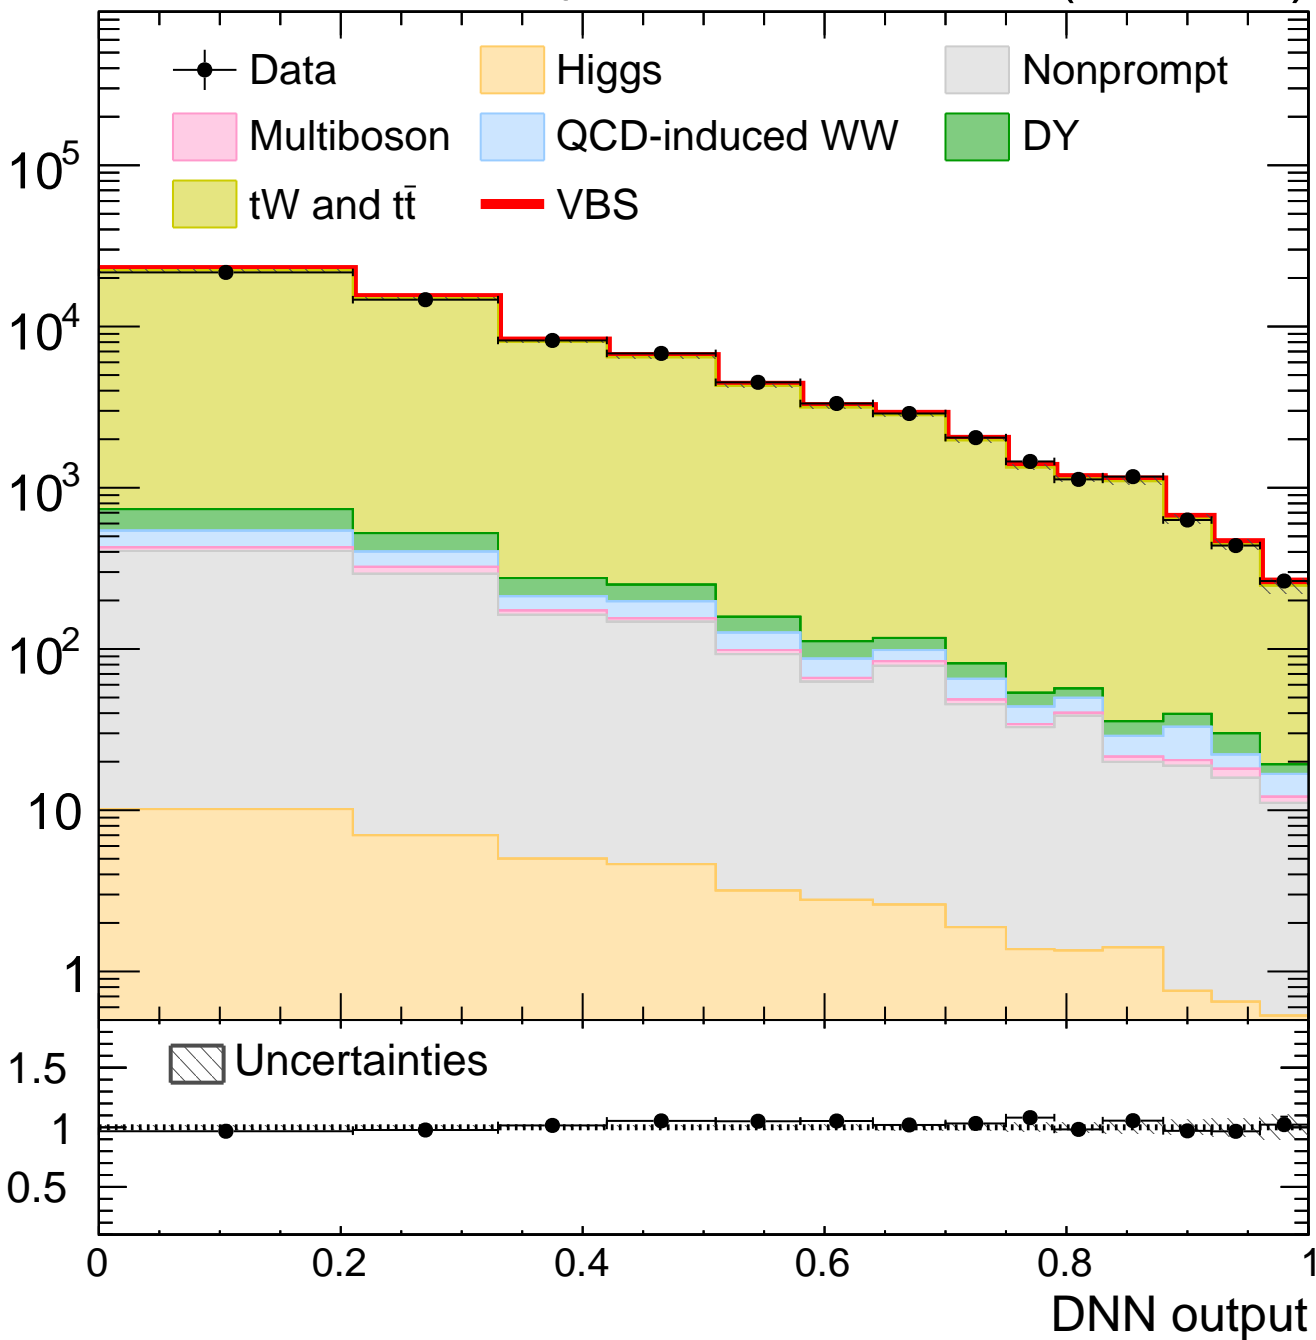 Data
Higgs
Nonprompt
Multiboson
QCD-induced WW
DY
tW and tt̄
VBS
10⁵
10⁴
10³
10²
10
1
Uncertainties
1.5
1
0.5
0 0.2 0.4 0.6 0.8 1
DNN output